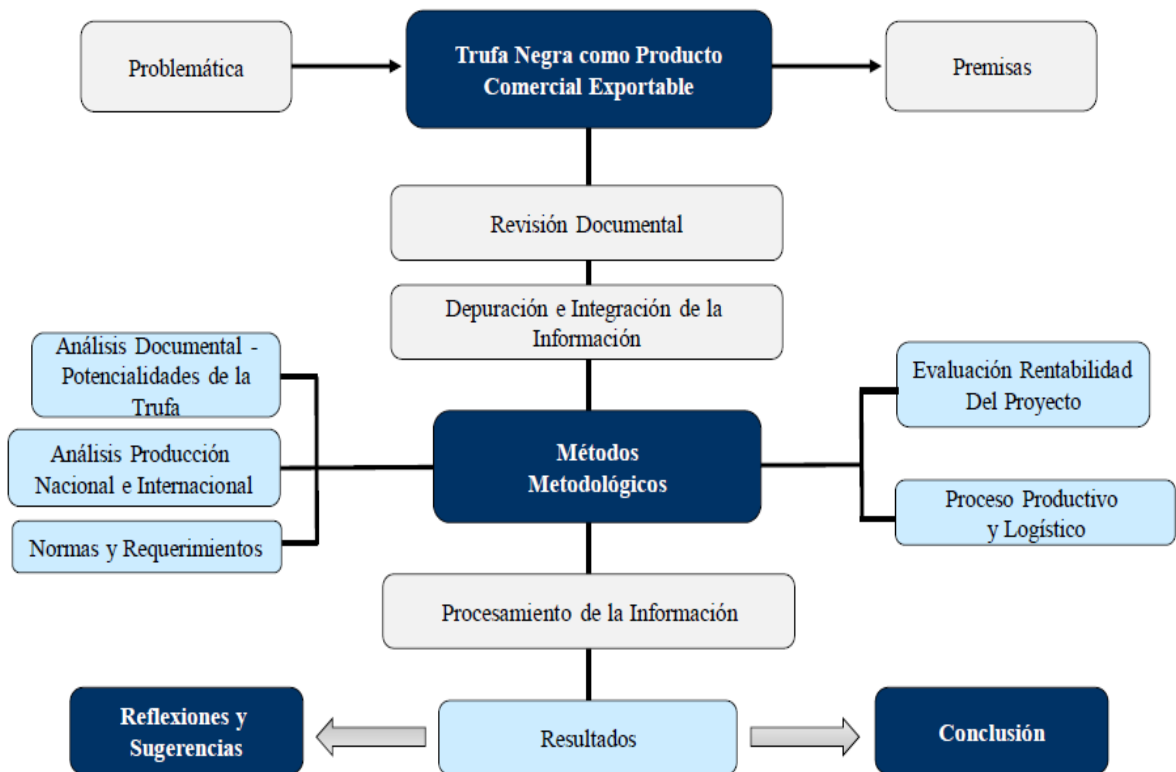 Problemática
Trufa Negra como Producto
Comercial Exportable
Premisas
Revisión Documental
Depuración e Integración de la
Información
Análisis Documental -
Potencialidades de la
Trufa
Análisis Producción
Nacional e Internacional
Normas y Requerimientos
Métodos
Metodológicos
Evaluación Rentabilidad
Del Proyecto
Proceso Productivo
y Logístico
Procesamiento de la Información
Reflexiones y
Sugerencias
Resultados
Conclusión